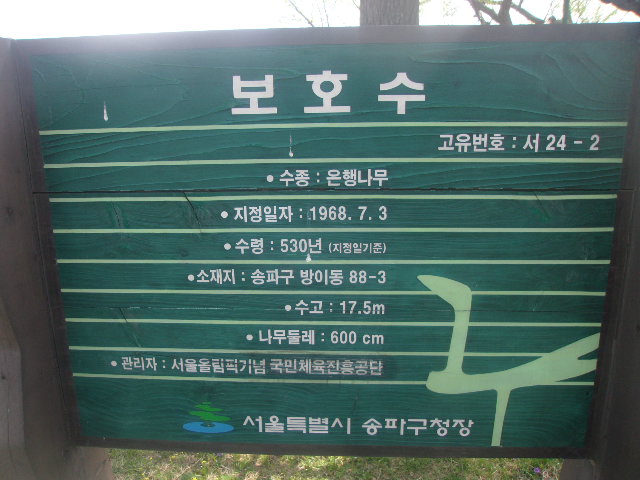 보호수
고유번호 : 서 24 - 2
• 수종 : 은행나무
• 지정일자 : 1968. 7. 3
• 수령 : 530년 (지정일기준)
• 소재지 : 송파구 방이동 88-3
• 수고 : 17.5m
• 나무둘레 : 600 cm
• 관리자 : 서울올림픽기념 국민체육진흥공단
서울특별시 송파구청장